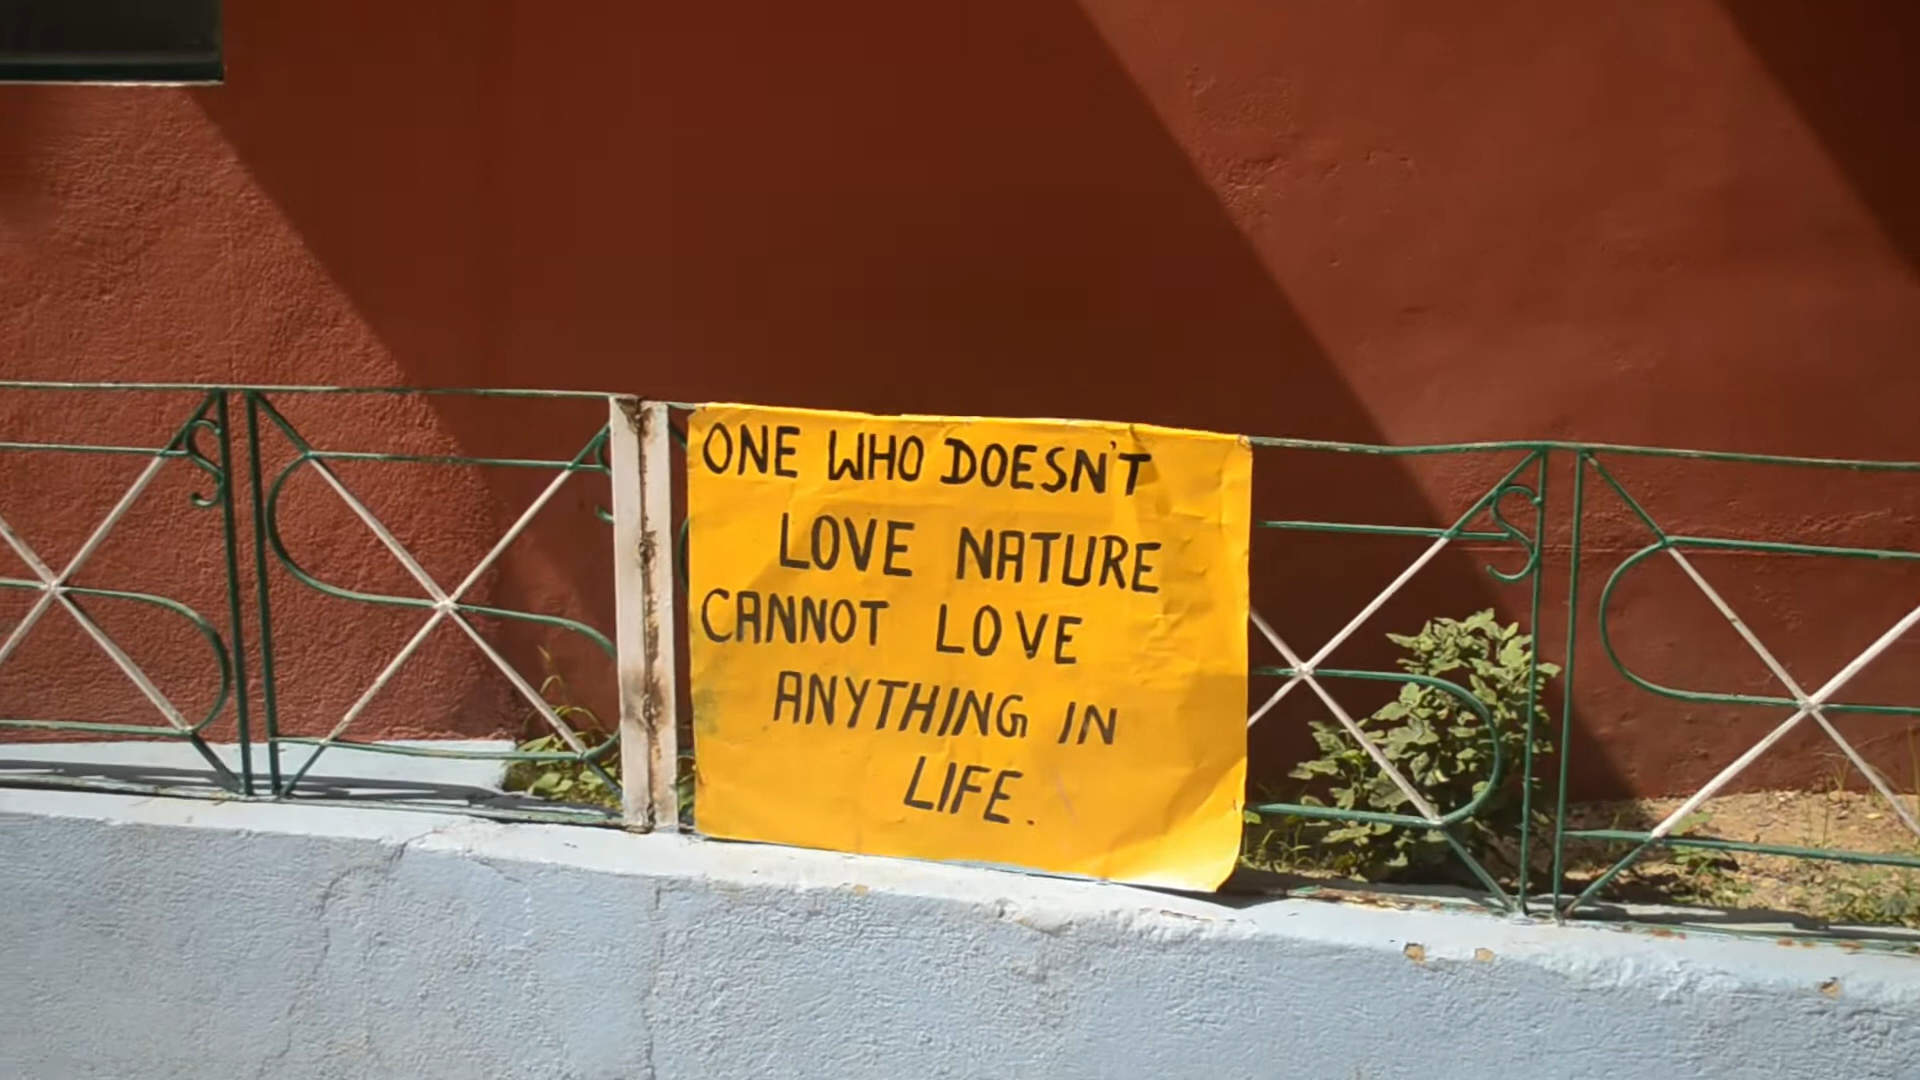 ONE WHO DOESN'T
LOVE NATURE
CANNOT LOVE
ANYTHING IN
LIFE.